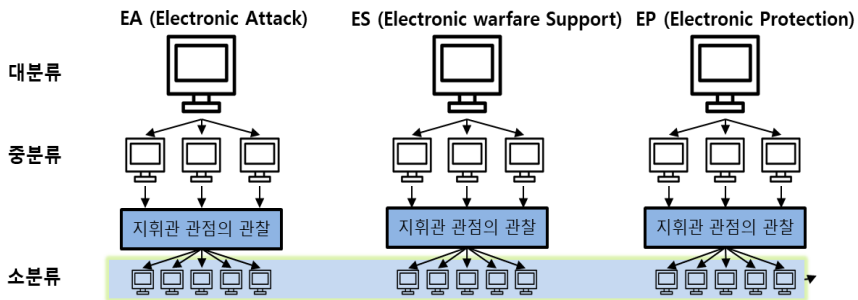 EA (Electronic Attack) ES (Electronic warfare Support) EP (Electronic Protection)
대분류
중분류
지휘관 관점의 관찰 지휘관 관점의 관찰 지휘관 관점의 관찰
소분류